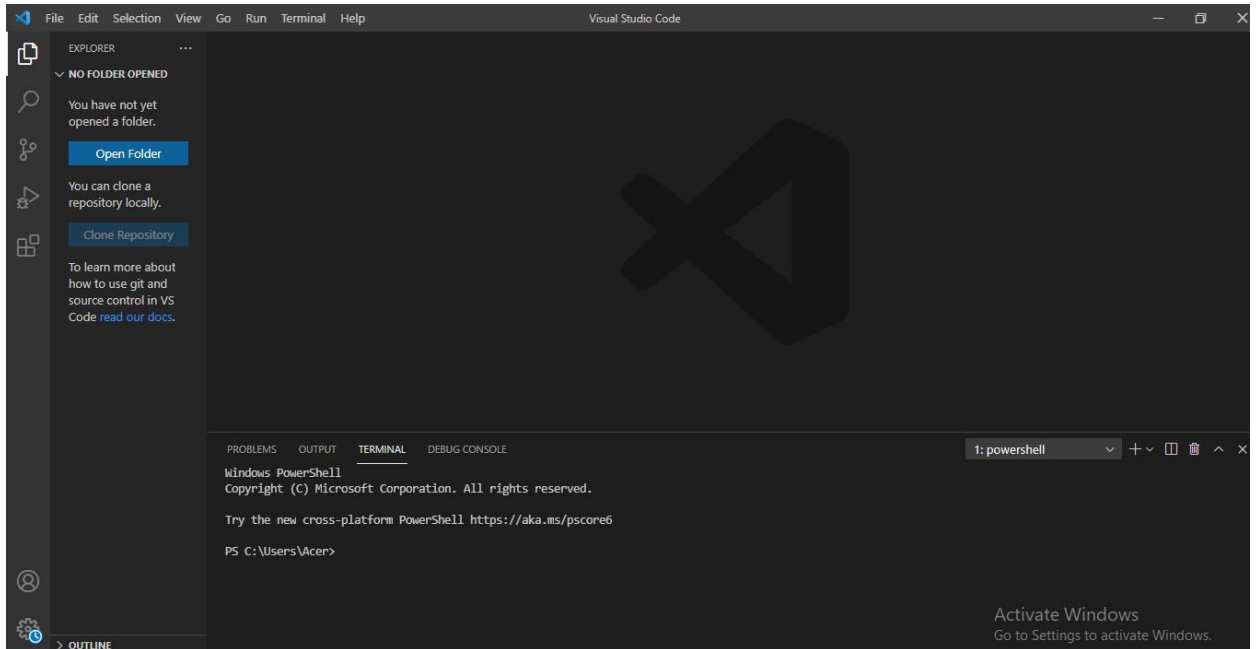 File Edit Selection View Go Run Terminal Help
Visual Studio Code
EXPLORER
NO FOLDER OPENED
You have not yet
opened a folder.
Open Folder
You can clone a
repository locally.
Clone Repository
To learn more about
how to use git and
source control in VS
Code read our docs.
OUTLINE
PROBLEMS OUTPUT TERMINAL DEBUG CONSOLE
1: powershell
Windows PowerShell
Copyright (C) Microsoft Corporation. All rights reserved.
Try the new cross-platform PowerShell https://aka.ms/pscore6
PS C:\Users\Acer>
Activate Windows
Go to Settings to activate Windows.